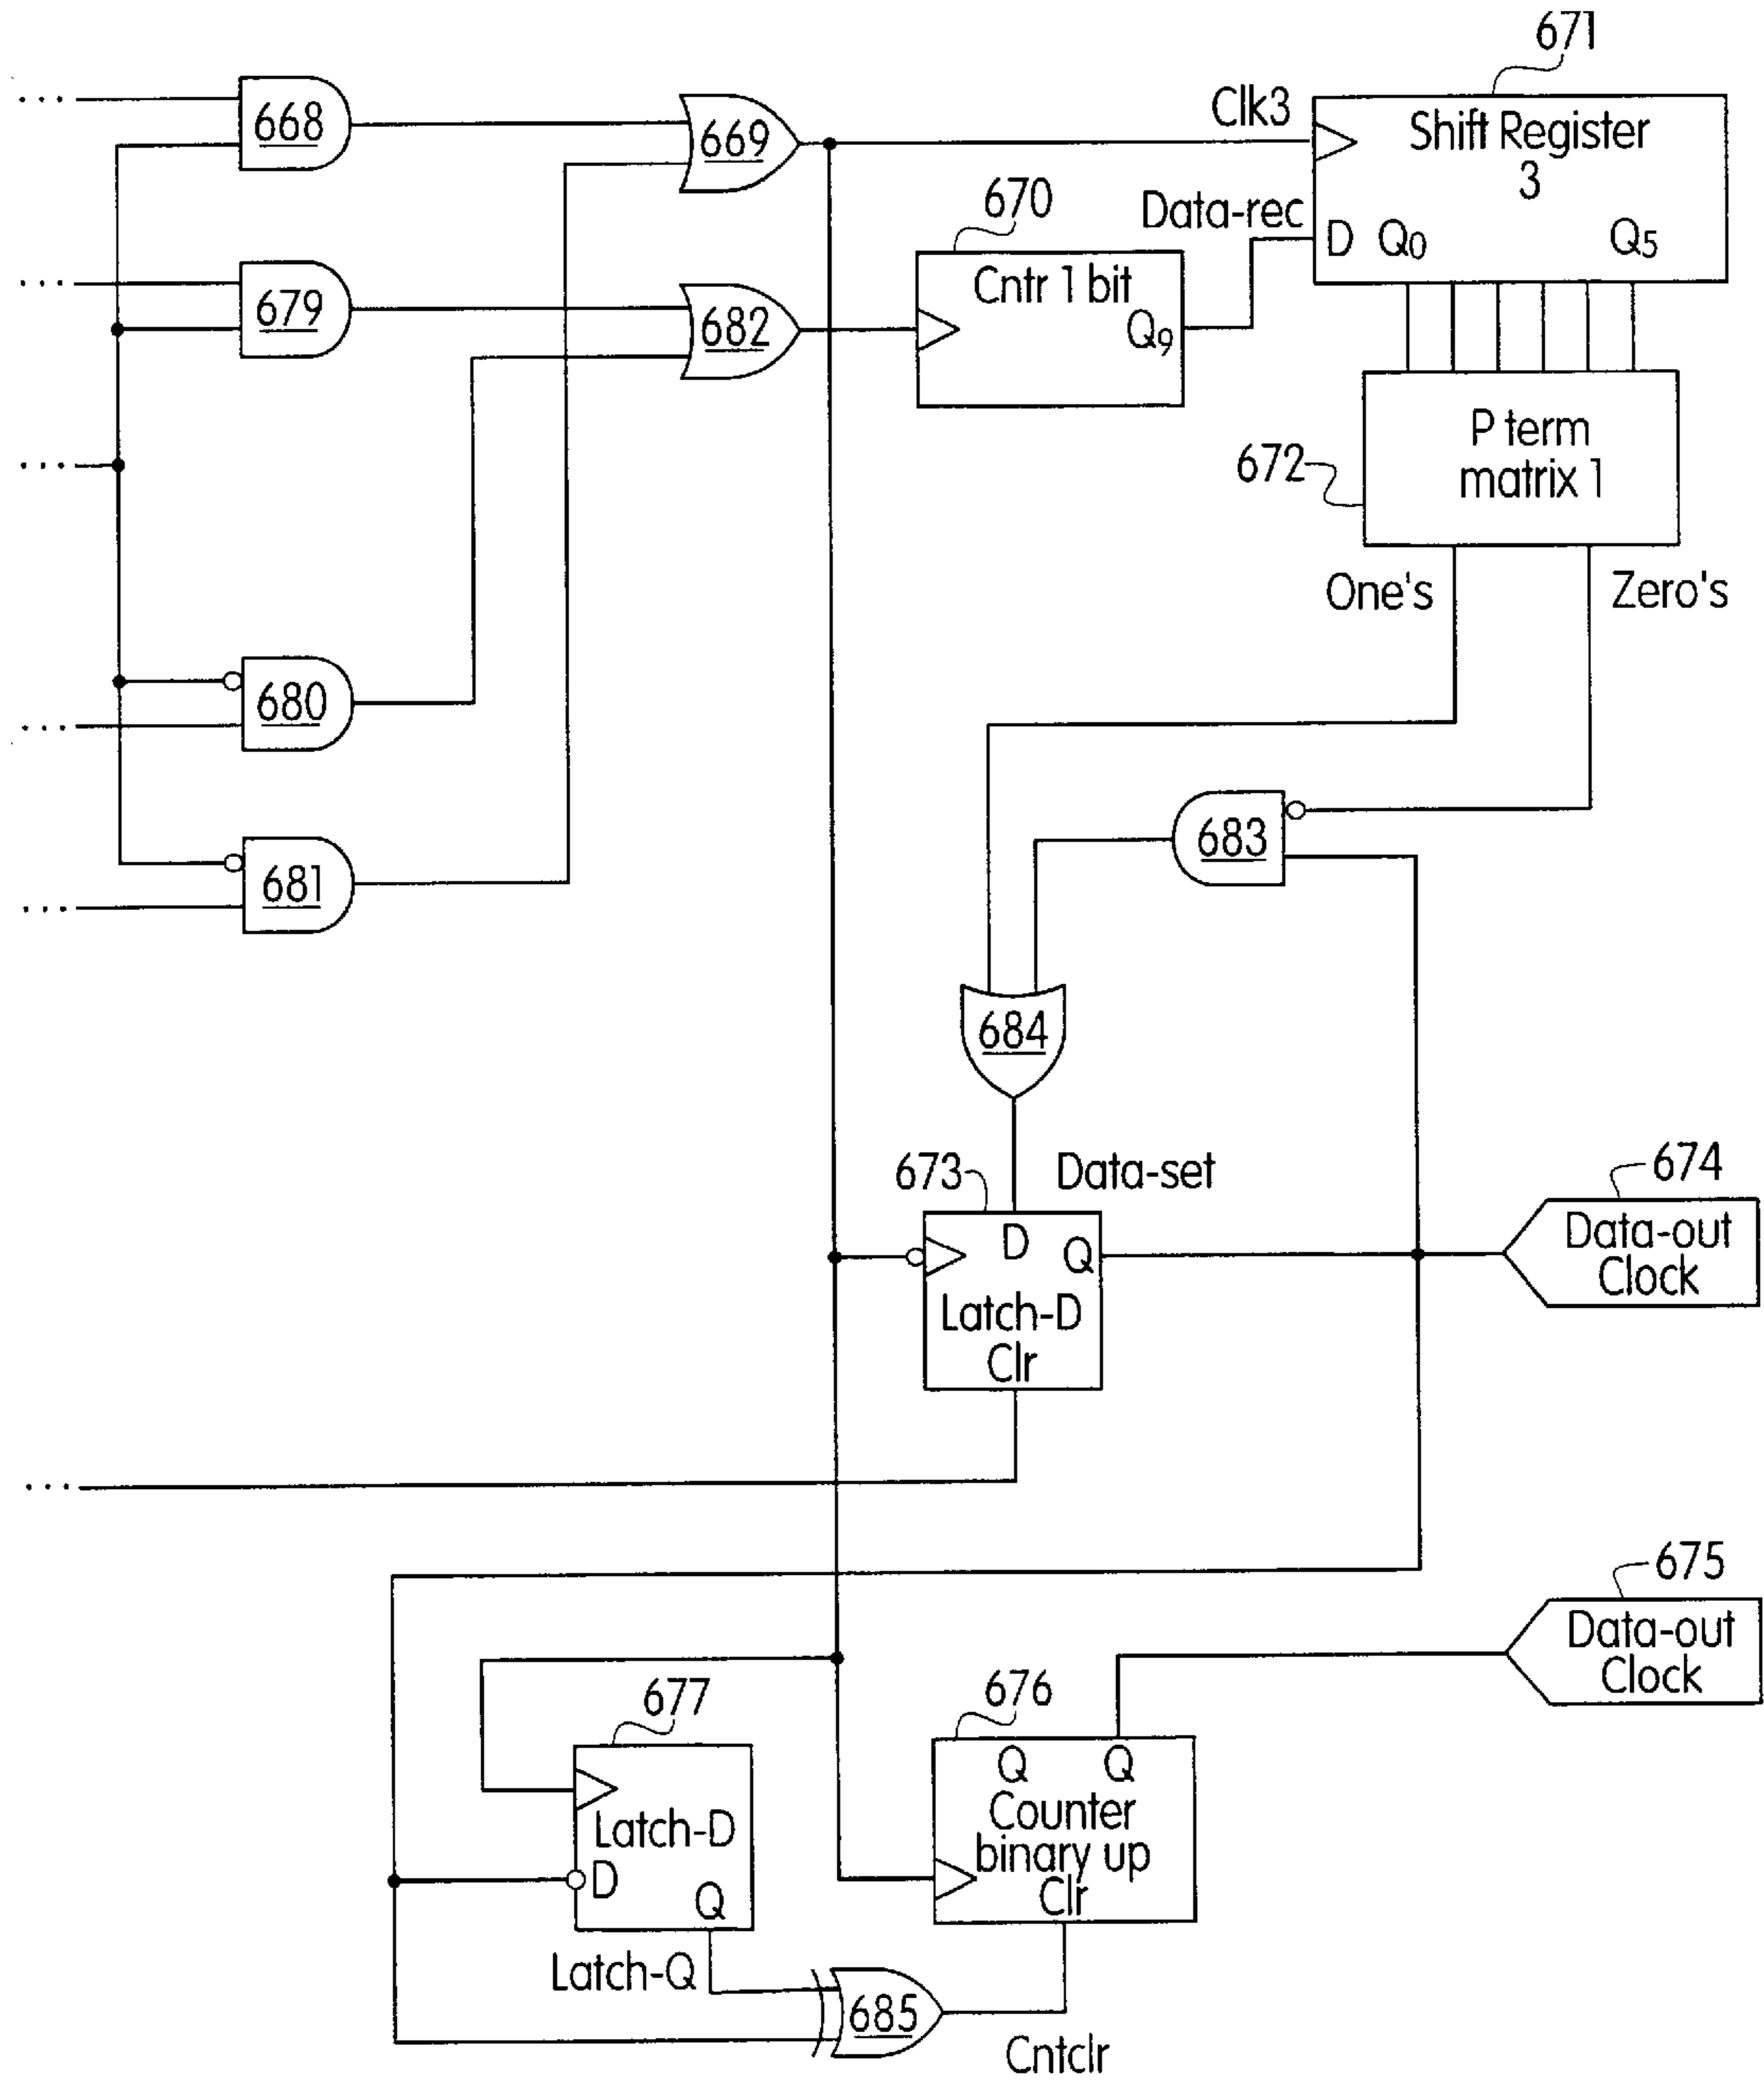 671
668
669
Clk3
Shift Register
3
670
Data-rec
D Q0 Q5
679
682
Cntr 1 bit
Q9
P term
matrix 1
672
One's
Zero's
680
683
681
684
673
Data-set
674
D
Q
Latch-D
Clr
Data-out
Clock
675
Data-out
Clock
677
676
Q Q
Counter
binary up
Clr
Latch-D
D
Q
Latch-Q
685
Cntclr